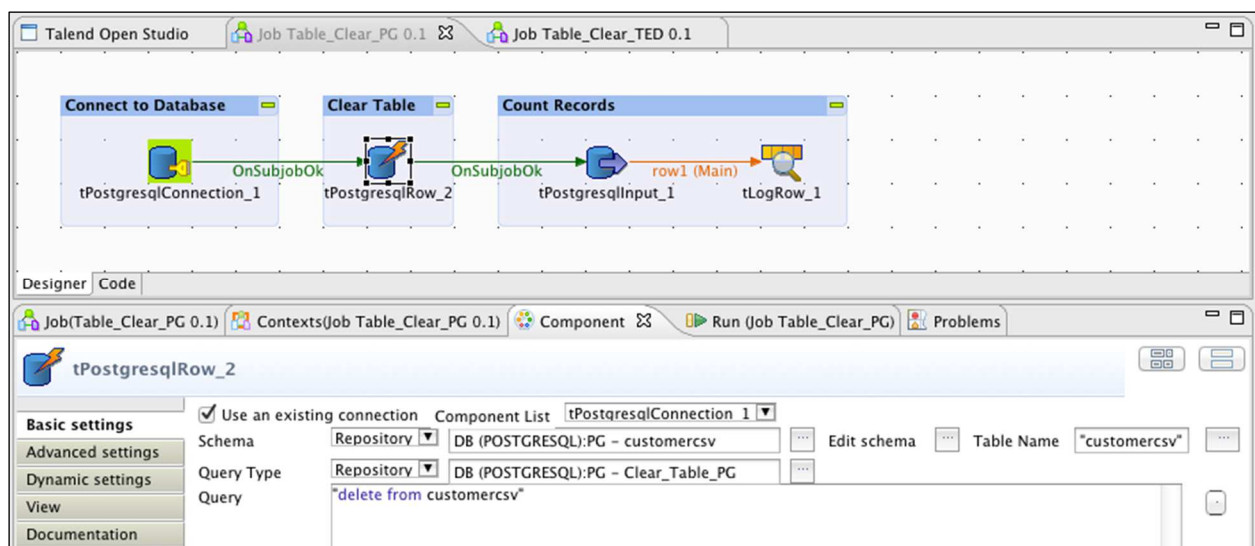 Talend Open Studio Job Table_Clear_PG 0.1 Job Table_Clear_TED 0.1
Connect to Database Clear Table Count Records
OnSubjobOk OnSubjobOk row1 (Main)
tPostgresqlConnection_1 tPostgresqlRow_2 tPostgresqlInput_1 tLogRow_1
Designer Code
Job(Table_Clear_PG 0.1) Contexts(Job Table_Clear_PG 0.1) Component Run (Job Table_Clear_PG) Problems
tPostgresqlRow_2
Basic settings Use an existing connection Component List tPostgresqlConnection_1
Schema Repository DB (POSTGRESQL):PG - customercsv ... Edit schema ... Table Name "customercsv" ...
Advanced settings
Query Type Repository DB (POSTGRESQL):PG - Clear_Table_PG ...
Dynamic settings
Query "delete from customercsv"
View
Documentation